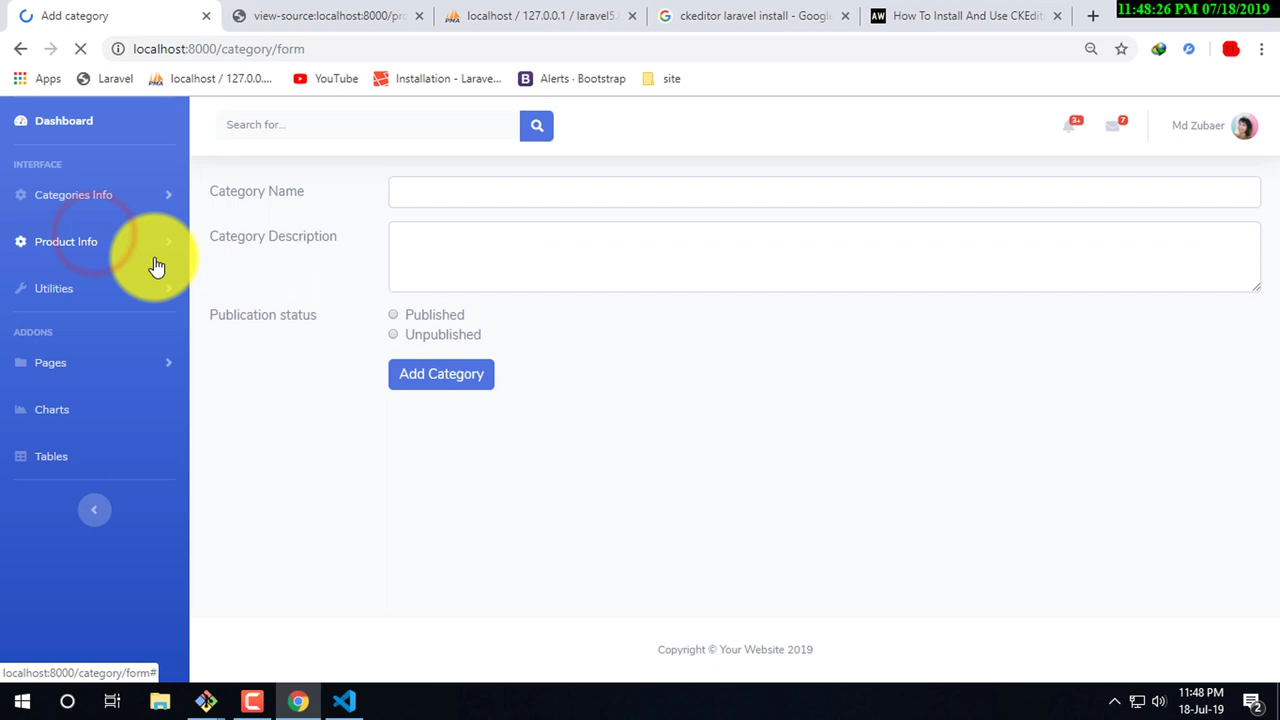 11:48:26 PM 07/18/2019
Add category
view-source:localhost:8000/p
localhost / 127.0.0.1 / laravel5.
ckeditor laravel install - Google
AW How To Install And Use CKEdit
localhost:8000/category/form
Apps
Laravel
localhost / 127.0.0....
YouTube
Installation - Larave...
B Alerts · Bootstrap
site
Dashboard
INTERFACE
Categories Info
Product Info
Utilities
ADDONS
Pages
Charts
Tables
Search for...
3+
7
Md Zubaer
Category Name
Category Description
Publication status
Published
Unpublished
Add Category
Copyright © Your Website 2019
localhost:8000/category/form#
11:48 PM
18-Jul-19
2